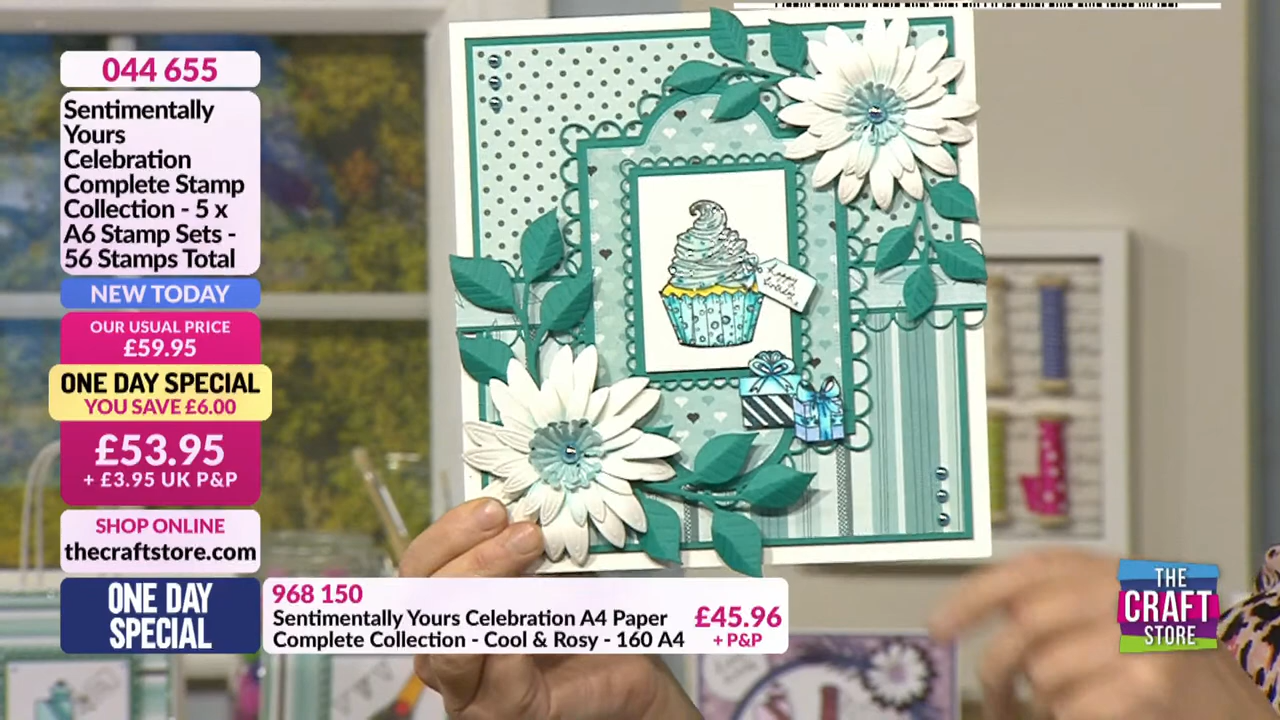 044 655
Sentimentally
Yours
Celebration
Complete Stamp
Collection - 5 x
A6 Stamp Sets -
56 Stamps Total
NEW TODAY
OUR USUAL PRICE
£59.95
ONE DAY SPECIAL
YOU SAVE £6.00
£53.95
+ £3.95 UK P&P
SHOP ONLINE
thecraftstore.com
ONE DAY
SPECIAL
968 150
Sentimentally Yours Celebration A4 Paper
Complete Collection - Cool & Rosy - 160 A4
£45.96
+ P&P
happy
birthday
THE
CRAFT
STORE